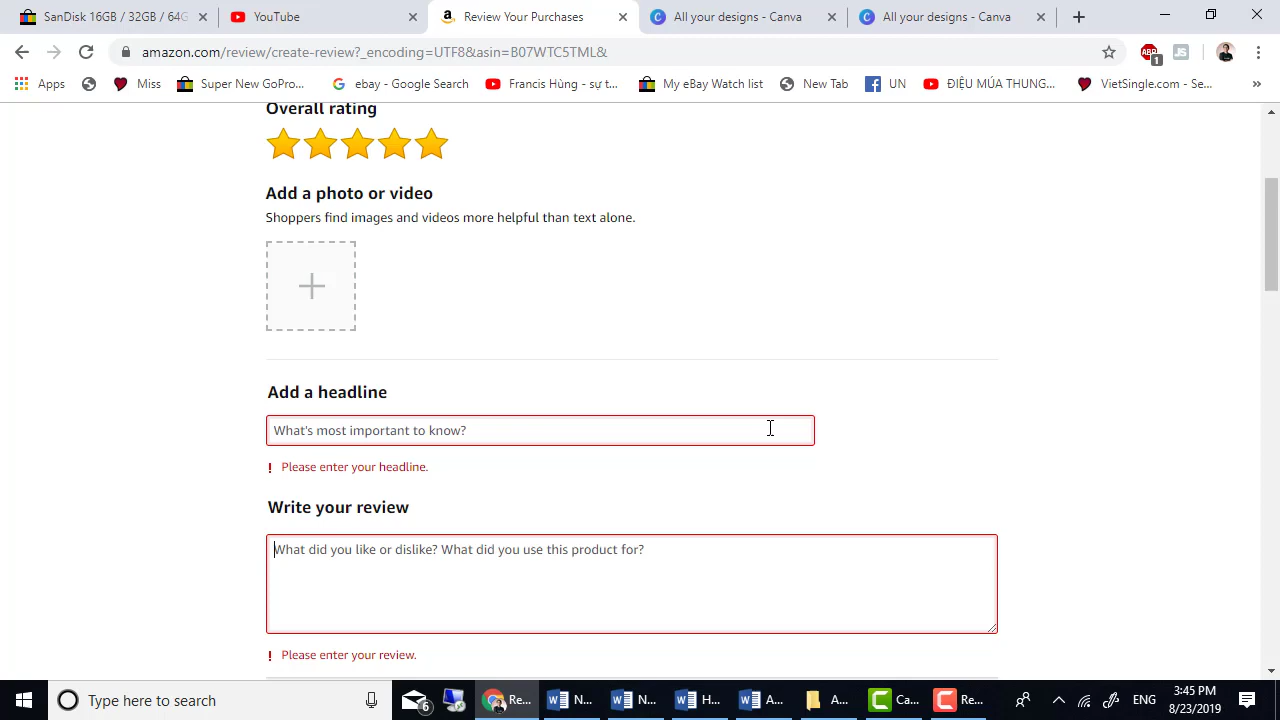 SanDisk 16GB / 32GB / 64G
YouTube
Review Your Purchases
All your designs - Canva
All your designs - Canva
amazon.com/review/create-review?_encoding=UTF8&asin=B07WTC5TML&
ABP
1
JS
Apps
Miss
Super New GoPro...
ebay - Google Search
Francis Hùng - sự t...
My eBay Watch list
New Tab
UN
ĐIỆU MÚA THUNG...
VietSingle.com - Se...
»
Overall rating
Add a photo or video
Shoppers find images and videos more helpful than text alone.
Add a headline
What's most important to know?
! Please enter your headline.
Write your review
What did you like or dislike? What did you use this product for?
! Please enter your review.
Type here to search
6
Re...
N...
N...
H...
A...
A...
Ca...
Re...
ENG
3:45 PM
8/23/2019